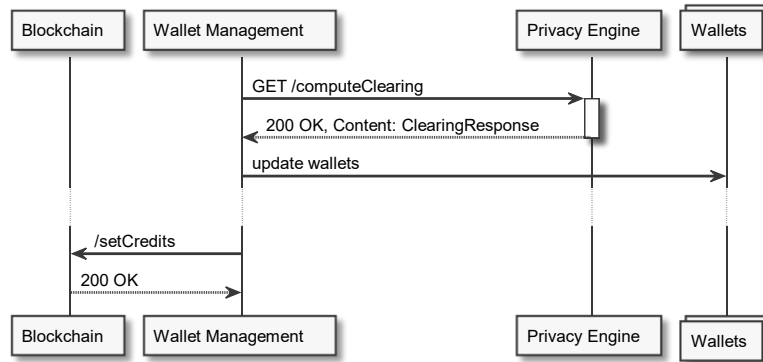 Blockchain
Wallet Management
Privacy Engine
Wallets
GET /computeClearing
200 OK, Content: ClearingResponse
update wallets
/setCredits
200 OK
Blockchain
Wallet Management
Privacy Engine
Wallets